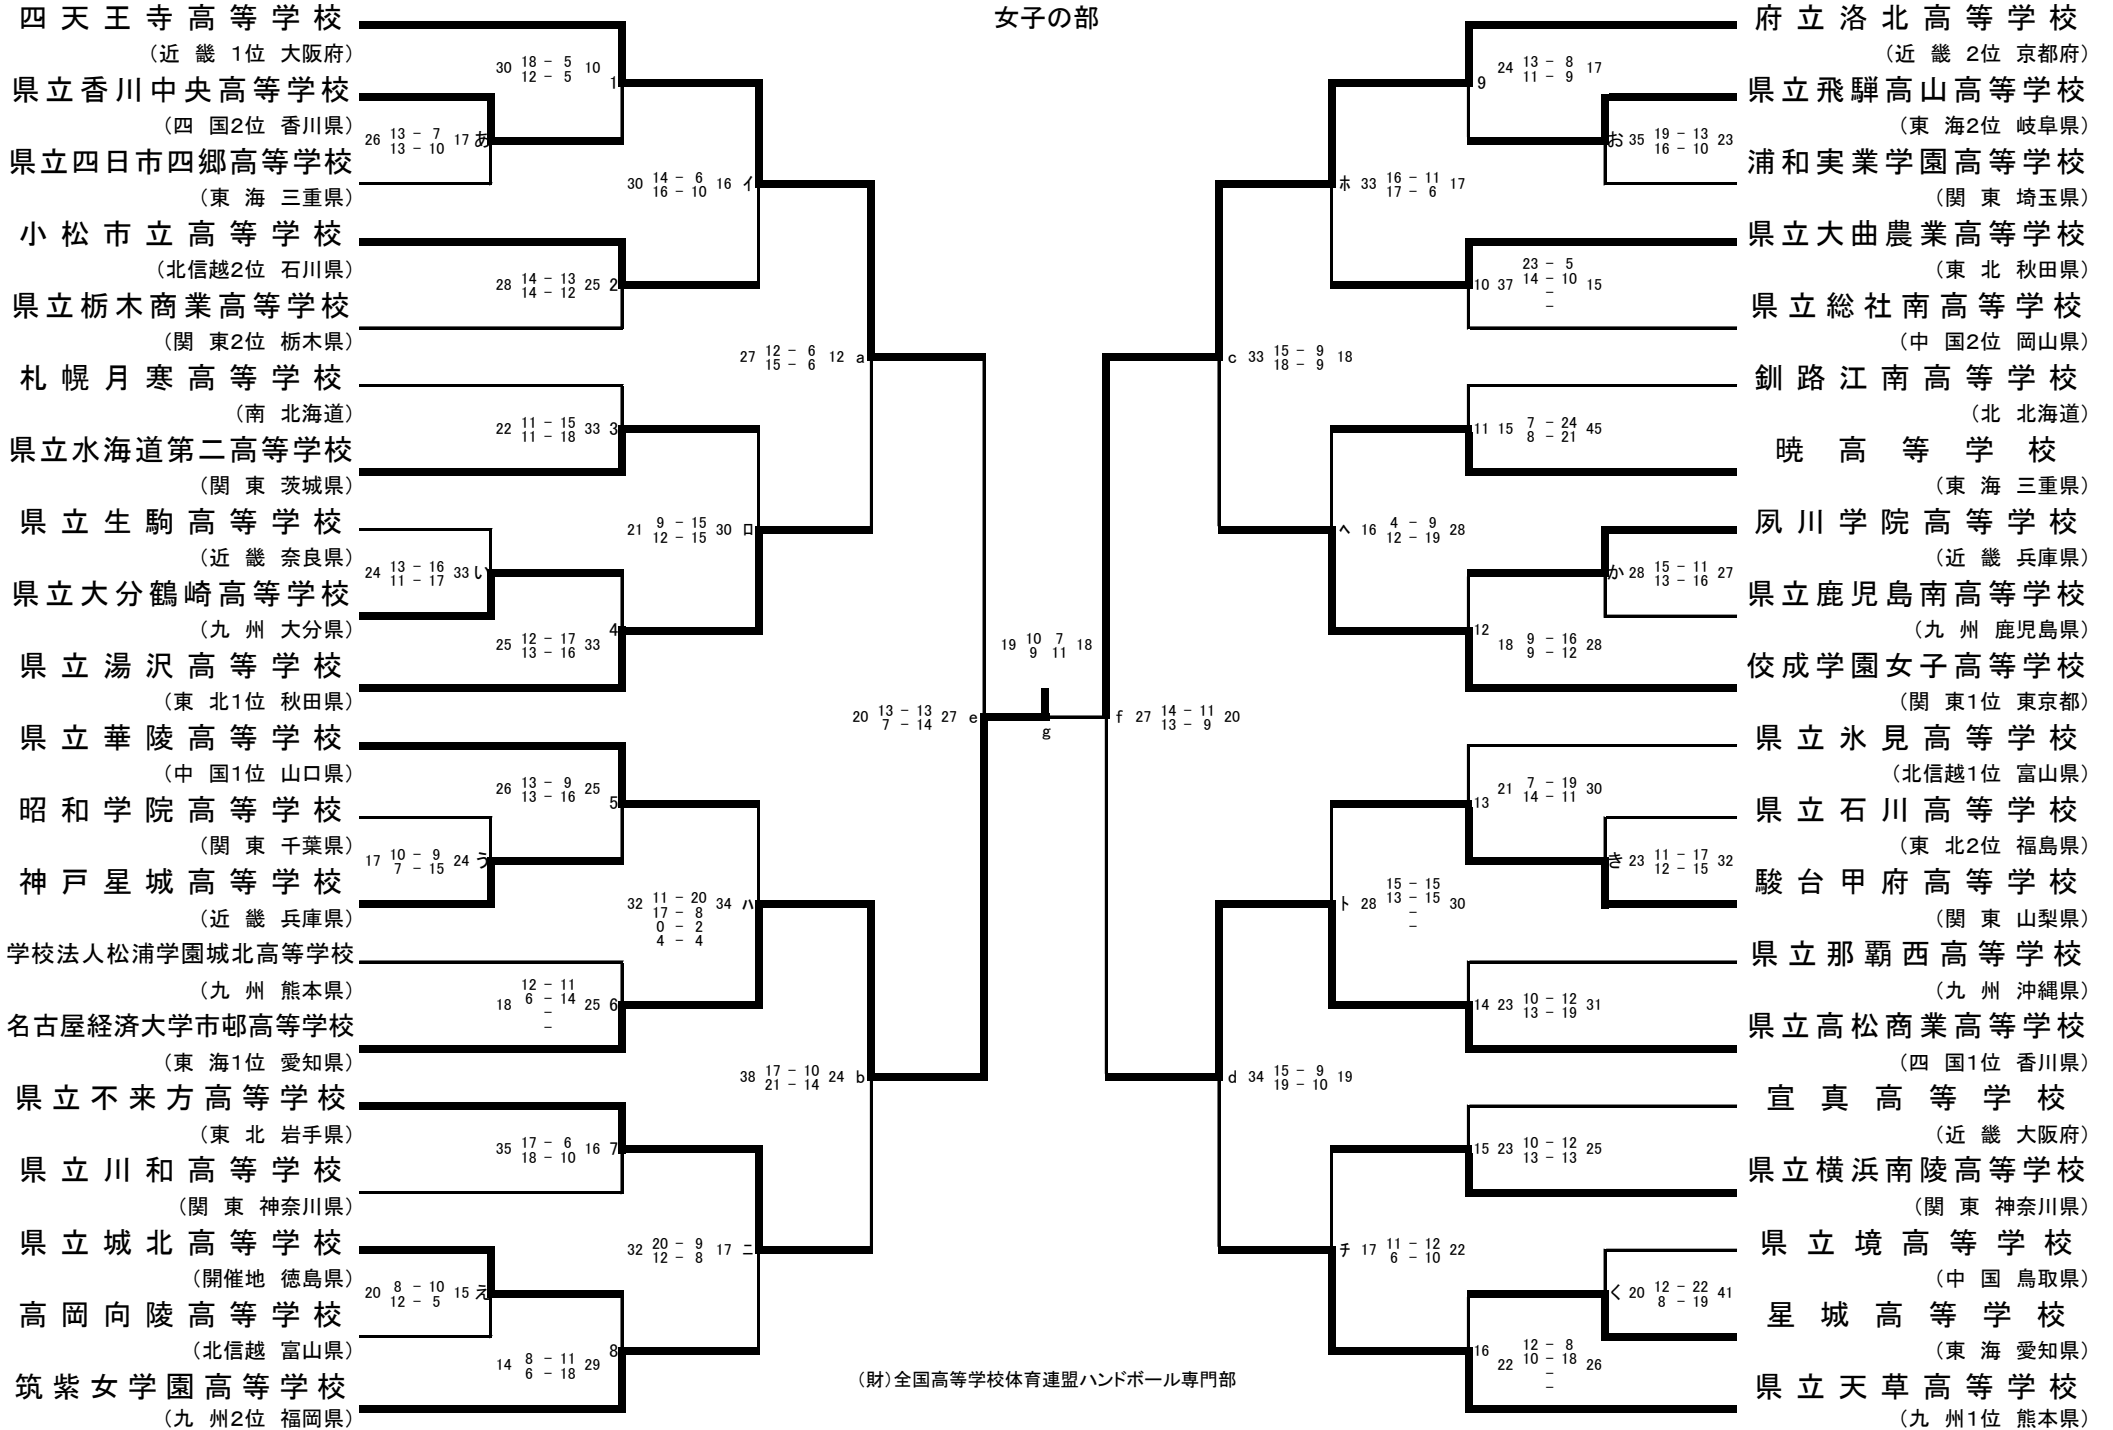 女子の部
四天王寺高等学校
（近 畿 1位 大阪府）
30 18 - 5 10
12 - 5
1
県立香川中央高等学校
（四 国2位 香川県）
26 13 - 7 17 あ
13 - 10
県立四日市四郷高等学校
（東 海 三重県）
30 14 - 6 16 イ
16 - 10
小松市立高等学校
（北信越2位 石川県）
28 14 - 13 25 2
14 - 12
県立栃木商業高等学校
（関 東2位 栃木県）
27 12 - 6 12 a
15 - 6
札幌月寒高等学校
（南 北海道）
22 11 - 15 33 3
11 - 18
県立水海道第二高等学校
（関 東 茨城県）
21 9 - 15 30 ロ
12 - 15
県立生駒高等学校
（近 畿 奈良県）
24 13 - 16 33 い
11 - 17
県立大分鶴崎高等学校
（九 州 大分県）
4
25 12 - 17 33
13 - 16
県立湯沢高等学校
（東 北1位 秋田県）
20 13 - 13 27 e
7 - 14
県立華陵高等学校
（中 国1位 山口県）
26 13 - 9 25
13 - 16
5
昭和学院高等学校
（関 東 千葉県）
17 10 - 9 24 う
7 - 15
神戸星城高等学校
（近 畿 兵庫県）
32 11 - 20 34 ハ
17 - 8
0 - 2
4 - 4
学校法人松浦学園城北高等学校
（九 州 熊本県）
12 - 11
18 6 - 14 25 6
-
-
名古屋経済大学市邨高等学校
（東 海1位 愛知県）
38 17 - 10 24 b
21 - 14
県立不来方高等学校
（東 北 岩手県）
35 17 - 6 16 7
18 - 10
県立川和高等学校
（関 東 神奈川県）
32 20 - 9 17 ニ
12 - 8
県立城北高等学校
（開催地 徳島県）
20 8 - 10 15 え
12 - 5
高岡向陵高等学校
（北信越 富山県）
8
14 8 - 11 29
6 - 18
筑紫女学園高等学校
（九 州2位 福岡県）
19 10 7 18
9 11
g
府立洛北高等学校
（近 畿 2位 京都府）
24 13 - 8 17
11 - 9
9
県立飛騨高山高等学校
（東 海2位 岐阜県）
お 35 19 - 13 23
16 - 10
浦和実業学園高等学校
（関 東 埼玉県）
ホ 33 16 - 11 17
17 - 6
県立大曲農業高等学校
（東 北 秋田県）
23 - 5
10 37 14 - 10 15
-
-
県立総社南高等学校
（中 国2位 岡山県）
c 33 15 - 9 18
18 - 9
釧路江南高等学校
（北 北海道）
11 15 7 - 24 45
8 - 21
暁高等学校
（東 海 三重県）
ヘ 16 4 - 9 28
12 - 19
夙川学院高等学校
（近 畿 兵庫県）
か 28 15 - 11 27
13 - 16
県立鹿児島南高等学校
（九 州 鹿児島県）
12
18 9 - 16 28
9 - 12
佼成学園女子高等学校
（関 東1位 東京都）
f 27 14 - 11 20
13 - 9
県立氷見高等学校
（北信越1位 富山県）
21 7 - 19 30
14 - 11
13
県立石川高等学校
（東 北2位 福島県）
き 23 11 - 17 32
12 - 15
駿台甲府高等学校
（関 東 山梨県）
15 - 15
ト 28 13 - 15 30
-
-
県立那覇西高等学校
（九 州 沖縄県）
14 23 10 - 12 31
13 - 19
県立高松商業高等学校
（四 国1位 香川県）
d 34 15 - 9 19
19 - 10
宣真高等学校
（近 畿 大阪府）
15 23 10 - 12 25
13 - 13
県立横浜南陵高等学校
（関 東 神奈川県）
チ 17 11 - 12 22
6 - 10
県立境高等学校
（中 国 鳥取県）
く 20 12 - 22 41
8 - 19
星城高等学校
（東 海 愛知県）
16
12 - 8
22 10 - 18 26
-
-
県立天草高等学校
（九 州1位 熊本県）
（財）全国高等学校体育連盟ハンドボール専門部